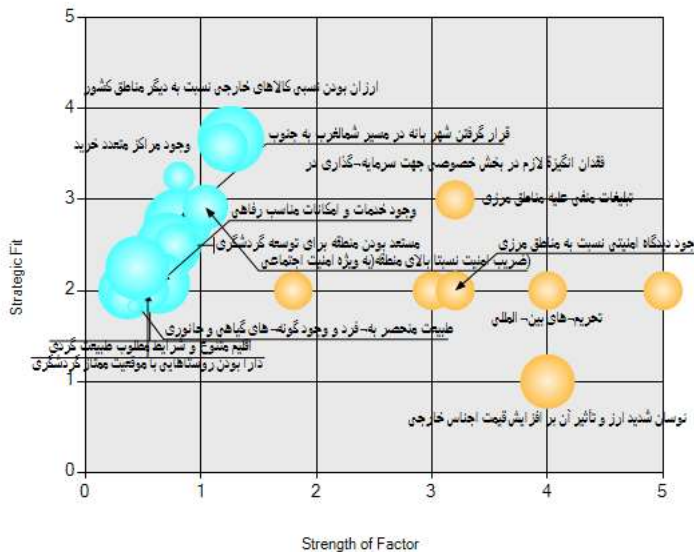 5
ارزان بودن نسبی کالاهای خارجی نسبت به دیگر مناطق کشور
4
قرار گرفتن شهر بانه در مسیر شمالغرب به جنوب
وجود مراکز متعدد خرید
فقدان انگیزة لازم در بخش خصوصی جهت سرمایه¬گذاری در
3
تبلیغات منفی علیه مناطق مرزی
وجود خدمات و امکانات مناسب رفاهی
مستعد بودن منطقه برای توسعه گردشگری
جود دیدگاه امنیتی نسبت به مناطق مرزی
(ضریب امنیت نسبتا بالای منطقه(به ویژه امنیت اجتماعی
2
تحریم¬های بین¬ المللی
طبیعت منحصر به¬فرد و وجود گونه¬های گیاهی و جانوری
اقلیم متنوع و شرایط مطلوب طبیعت گردی
دارا بودن روستاهایی با موقعیت ممتاز گردشگری
1
نوسان شدید ارز و تأثیر آن بر افزایش قیمت اجناس خارجی
0
0 1 2 3 4 5
Strategic Fit
Strength of Factor